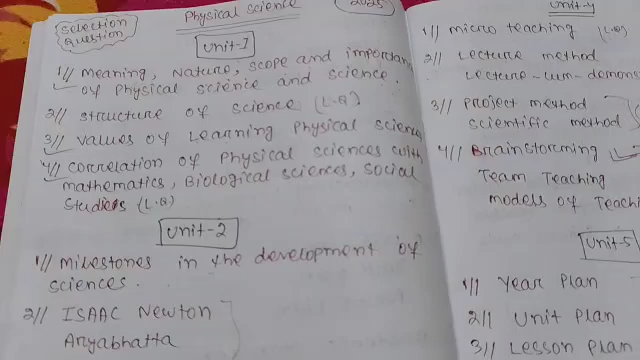 Selection Question
Physical Science
2025
Unit-I
1// Meaning, Nature, Scope and importan
of Physical Science and Science.
2// Structure of Science (L.Q)
3// Values of Learning Physical Science
4// Correlation of Physical Sciences with
mathematics, Biological Sciences, Social
Studies (L.Q)
Unit-2
1// Milestones in the development of
Sciences.
2// ISAAC Newton
Aryabhatta
Unit-4
1// micro teaching (L.Q)
2// Lecture method
Lecture-cum-demons
3// Project method
Scientific method
4// Brainstorming
Team Teaching
models of Teachi
Unit-5
1// Year Plan
2// Unit Plan
3// Lesson Plan